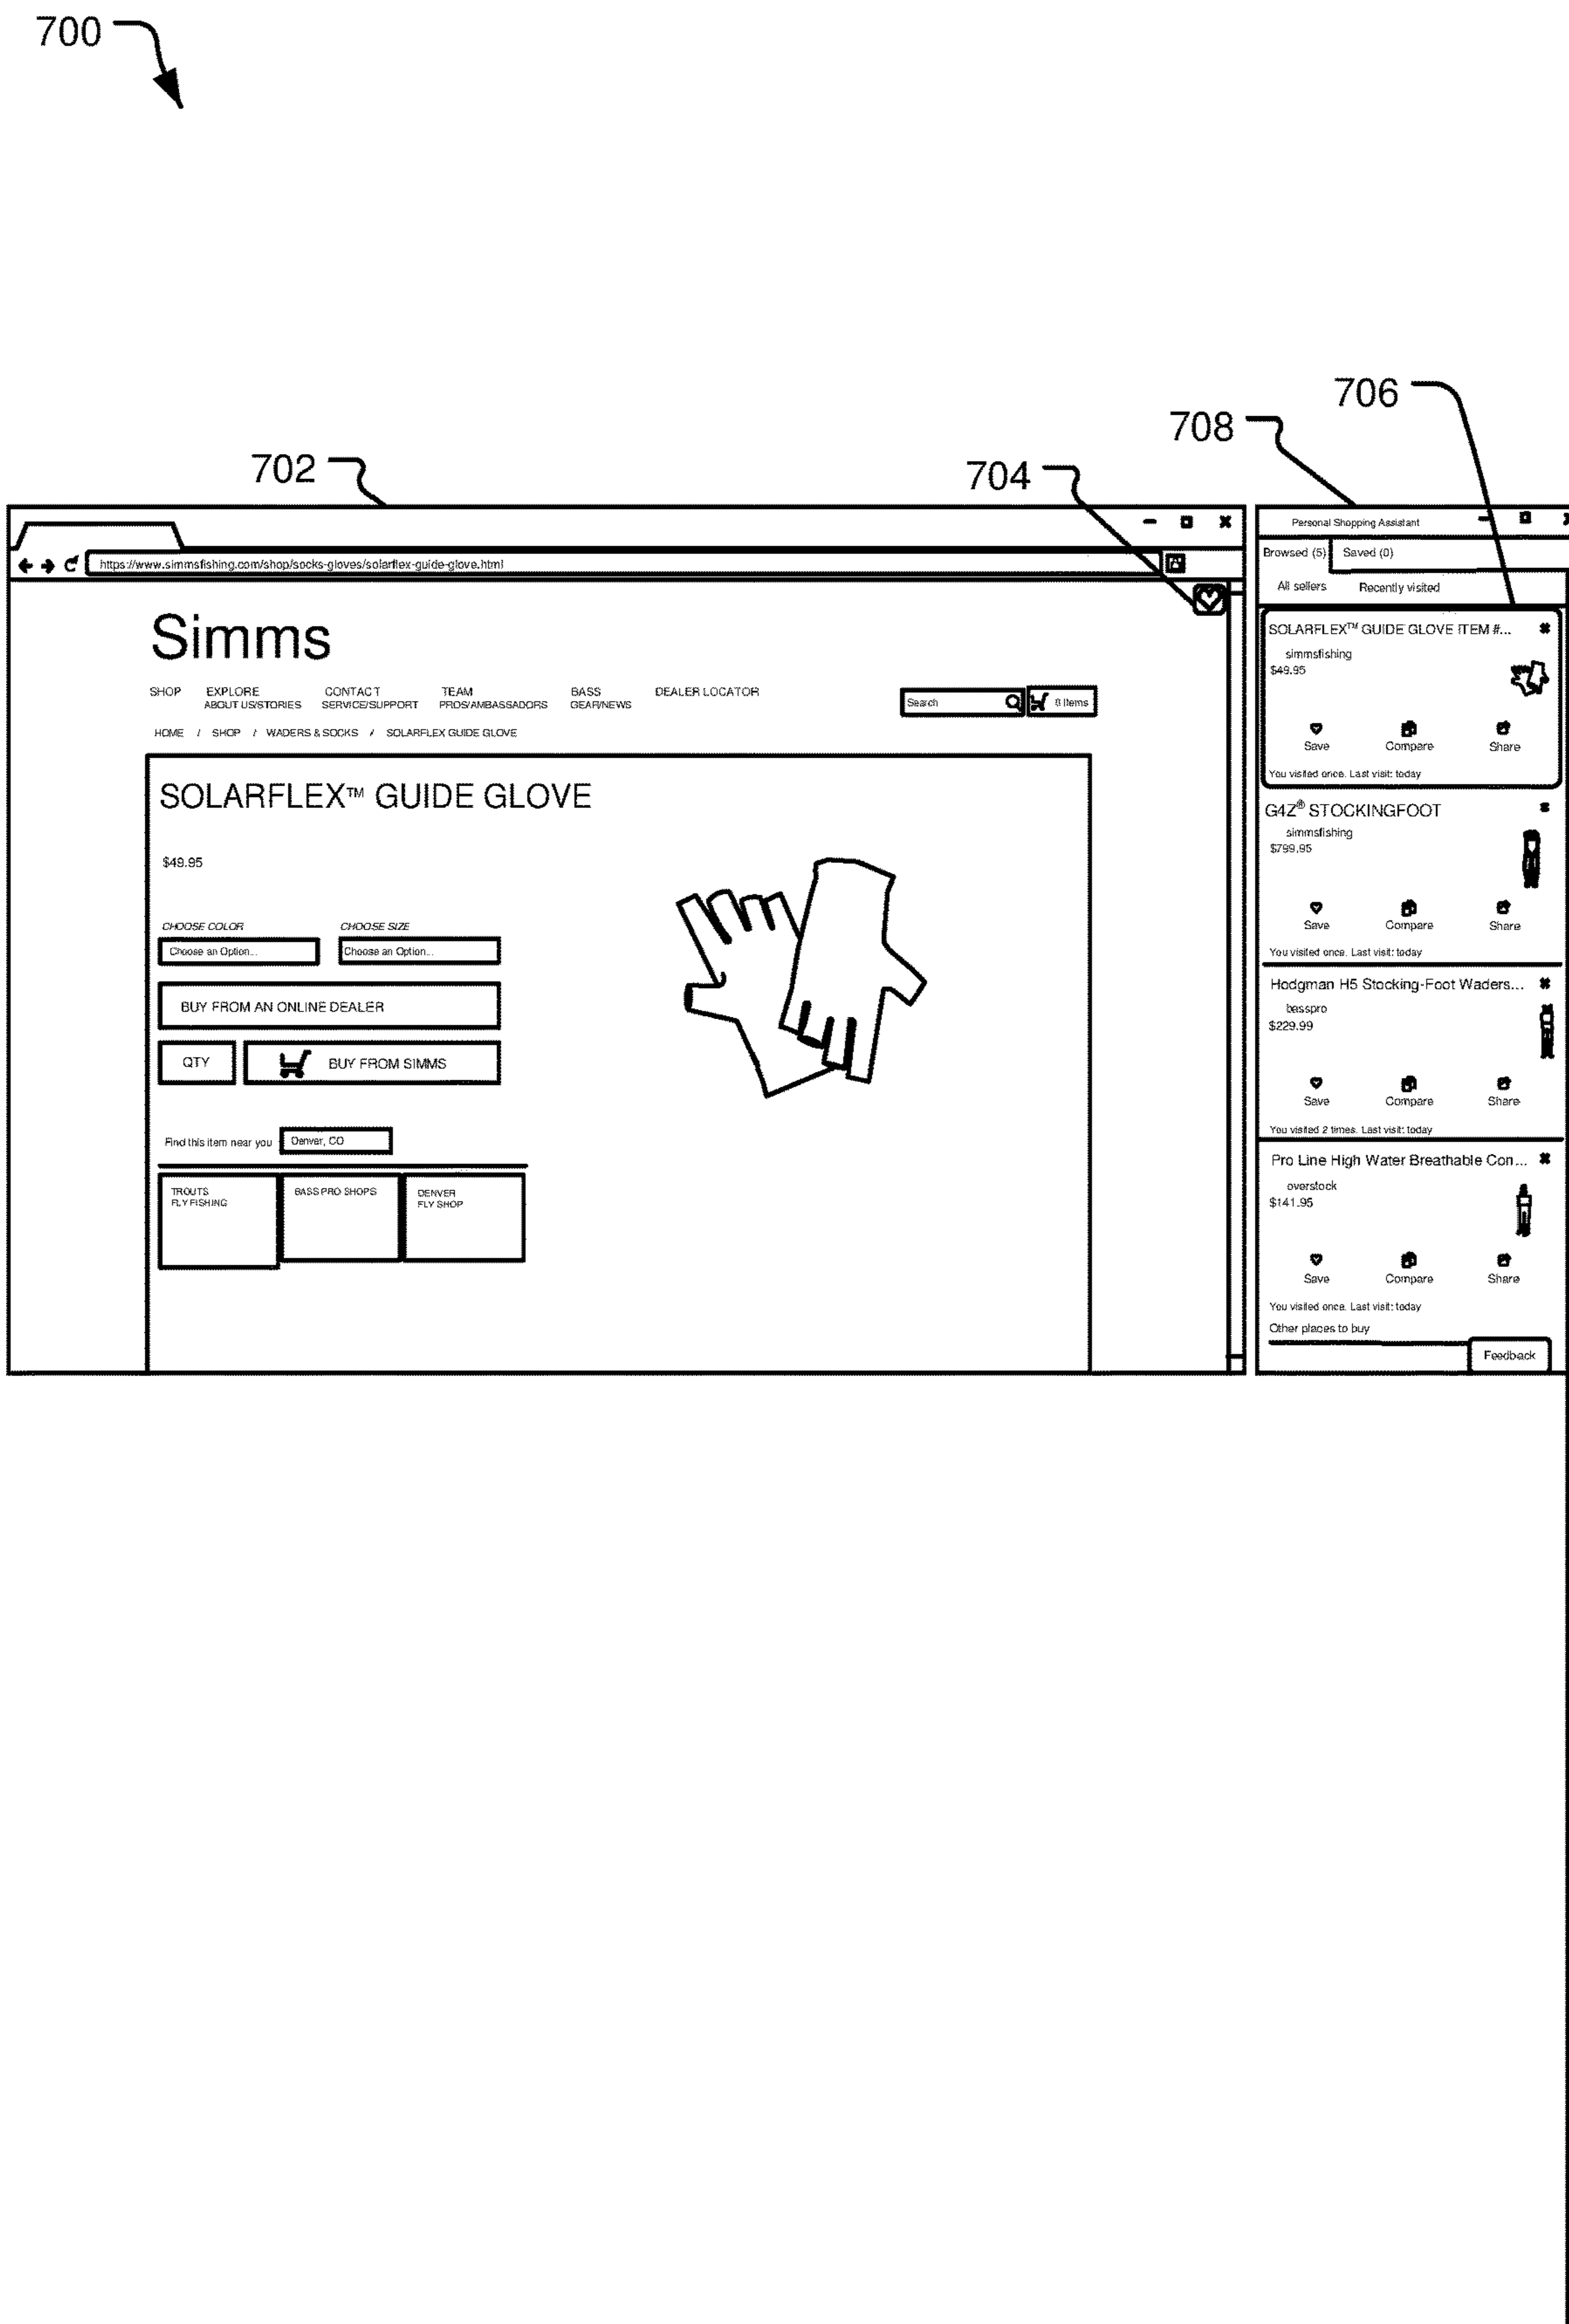 700
706
708
702
704
https://www.simmsfishing.com/shop/socks-gloves/solarflex-guide-glove.html
Simms
SHOP EXPLORE CONTACT TEAM BASS DEALER LOCATOR
ABOUT US/STORIES SERVICE/SUPPORT PROS/AMBASSADORS GEAR/NEWS
Search 0 Items
HOME / SHOP / WADERS & SOCKS / SOLARFLEX GUIDE GLOVE
SOLARFLEX™ GUIDE GLOVE
$49.95
CHOOSE COLOR CHOOSE SIZE
Choose an Option... Choose an Option...
BUY FROM AN ONLINE DEALER
QTY BUY FROM SIMMS
Find this item near you Denver, CO
TROUTS
FLY FISHING
BASS PRO SHOPS
DENVER
FLY SHOP
Personal Shopping Assistant
Browsed (5) Saved (0)
All sellers Recently visited
SOLARFLEX™ GUIDE GLOVE ITEM #...
simmsfishing
$49.95
Save Compare Share
You visited once. Last visit: today
G4Z® STOCKINGFOOT
simmsfishing
$799.95
Save Compare Share
You visited once. Last visit: today
Hodgman H5 Stocking-Foot Waders...
basspro
$229.99
Save Compare Share
You visited 2 times. Last visit: today
Pro Line High Water Breathable Con...
overstock
$141.95
Save Compare Share
You visited once. Last visit: today
Other places to buy
Feedback